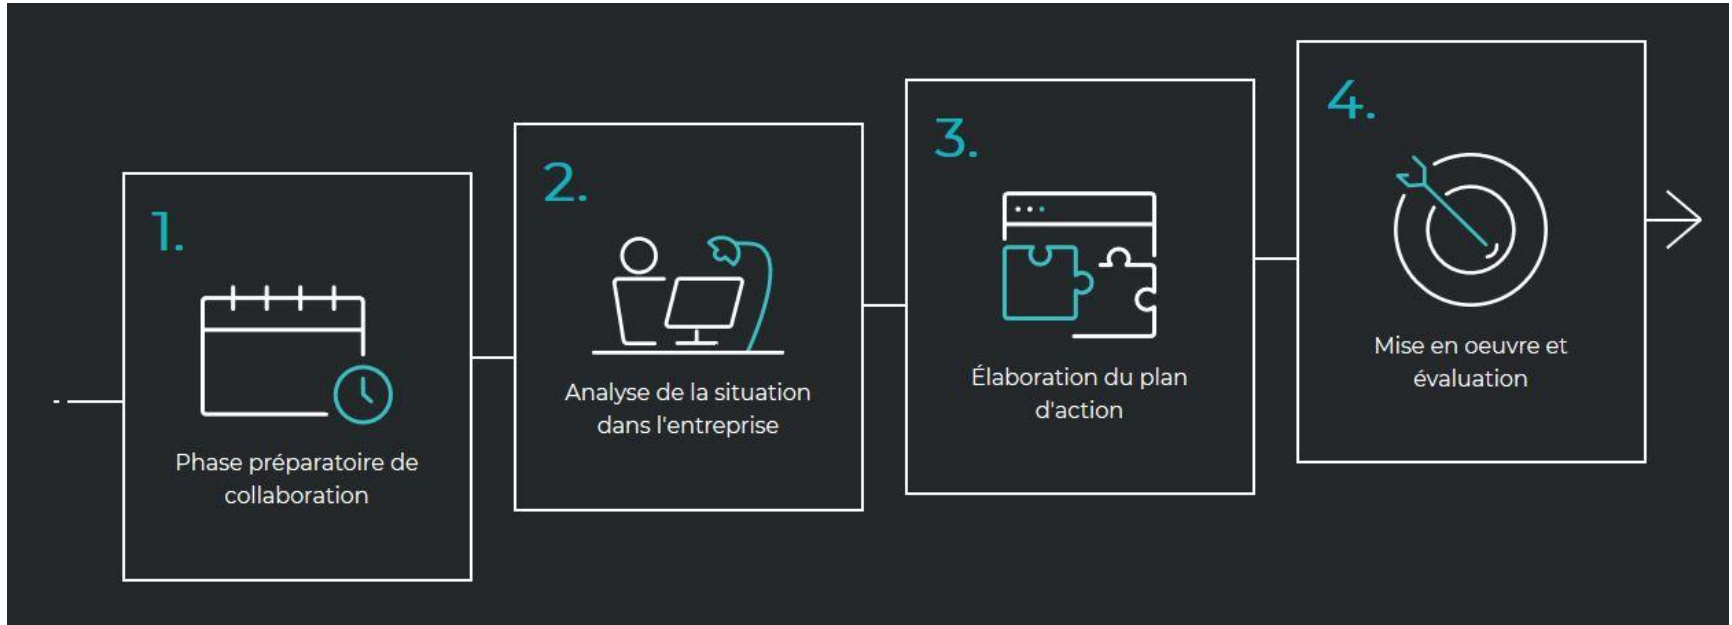 1.
Phase préparatoire de
collaboration
2.
Analyse de la situation
dans l'entreprise
3.
Élaboration du plan
d'action
4.
Mise en oeuvre et
évaluation